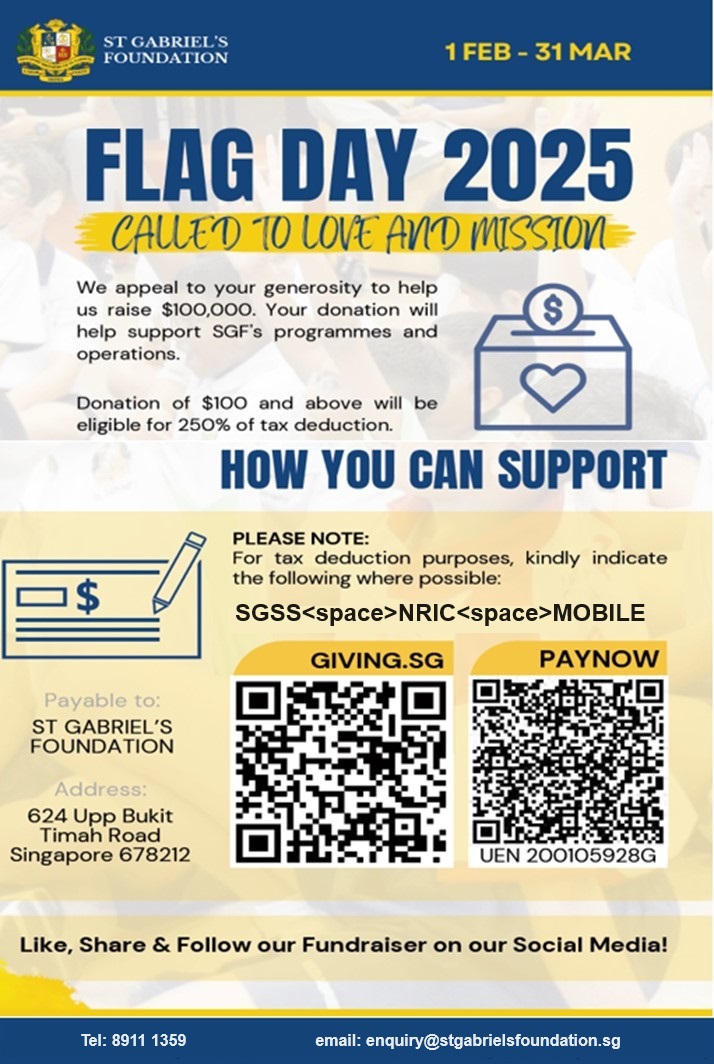 ST GABRIEL'S
FOUNDATION
1 FEB - 31 MAR
FLAG DAY 2025
CALLED TO LOVE AND MISSION
We appeal to your generosity to help
us raise $100,000. Your donation will
help support SGF's programmes and
operations.
$
Donation of $100 and above will be
eligible for 250% of tax deduction.
HOW YOU CAN SUPPORT
$
PLEASE NOTE:
For tax deduction purposes, kindly indicate
the following where possible:
SGSS<space>NRIC<space>MOBILE
GIVING.SG
PAYNOW
Payable to:
ST GABRIEL'S
FOUNDATION
Address:
624 Upp Bukit
Timah Road
Singapore 678212
UEN 200105928G
Like, Share & Follow our Fundraiser on our Social Media!
Tel: 8911 1359
email: enquiry@stgabrielsfoundation.sg